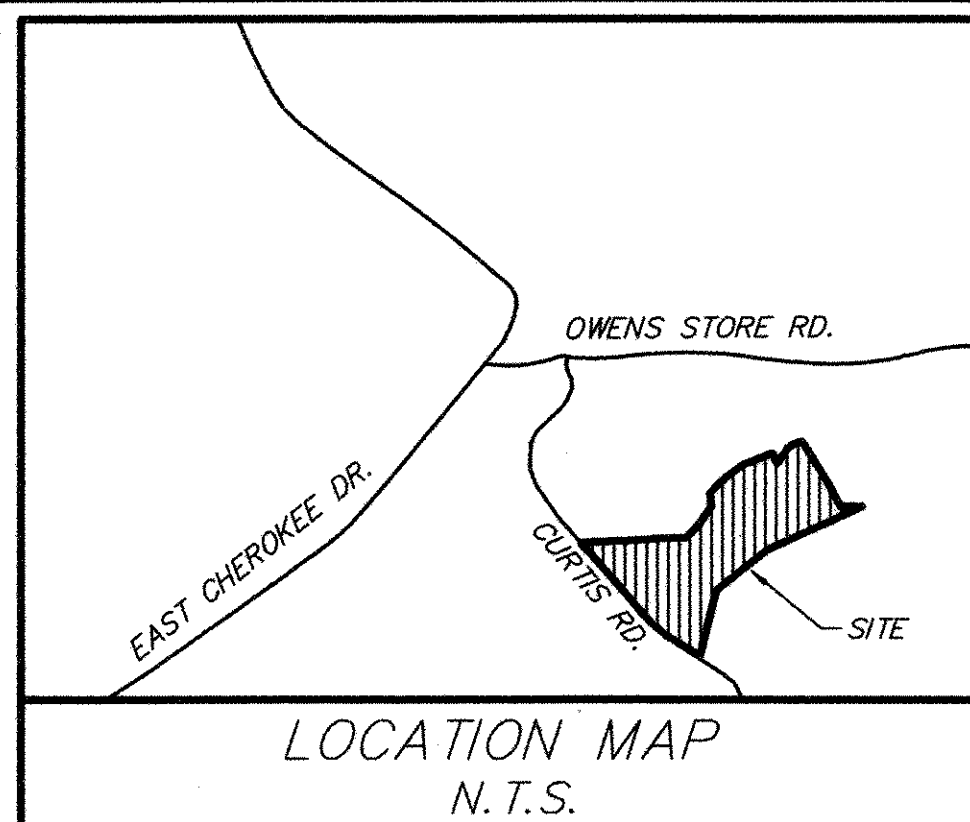 OWENS STORE RD.
EAST CHEROKEE DR.
CURTIS RD.
SITE
LOCATION MAP
N.T.S.